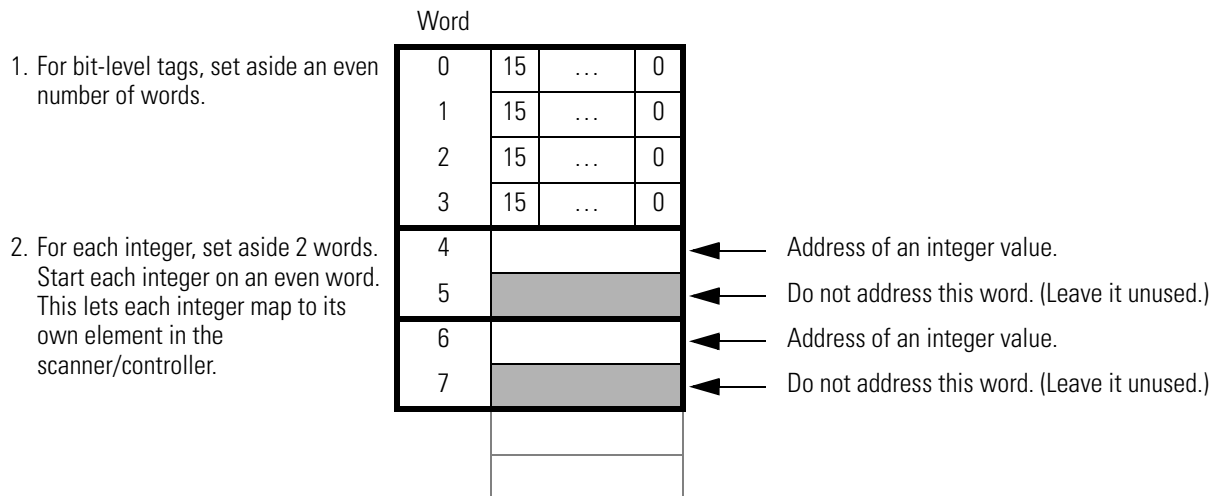 Word
1. For bit-level tags, set aside an even
number of words.
0 15 ... 0
1 15 ... 0
2 15 ... 0
3 15 ... 0
2. For each integer, set aside 2 words.
Start each integer on an even word.
This lets each integer map to its
own element in the
scanner/controller.
4 Address of an integer value.
5 Do not address this word. (Leave it unused.)
6 Address of an integer value.
7 Do not address this word. (Leave it unused.)